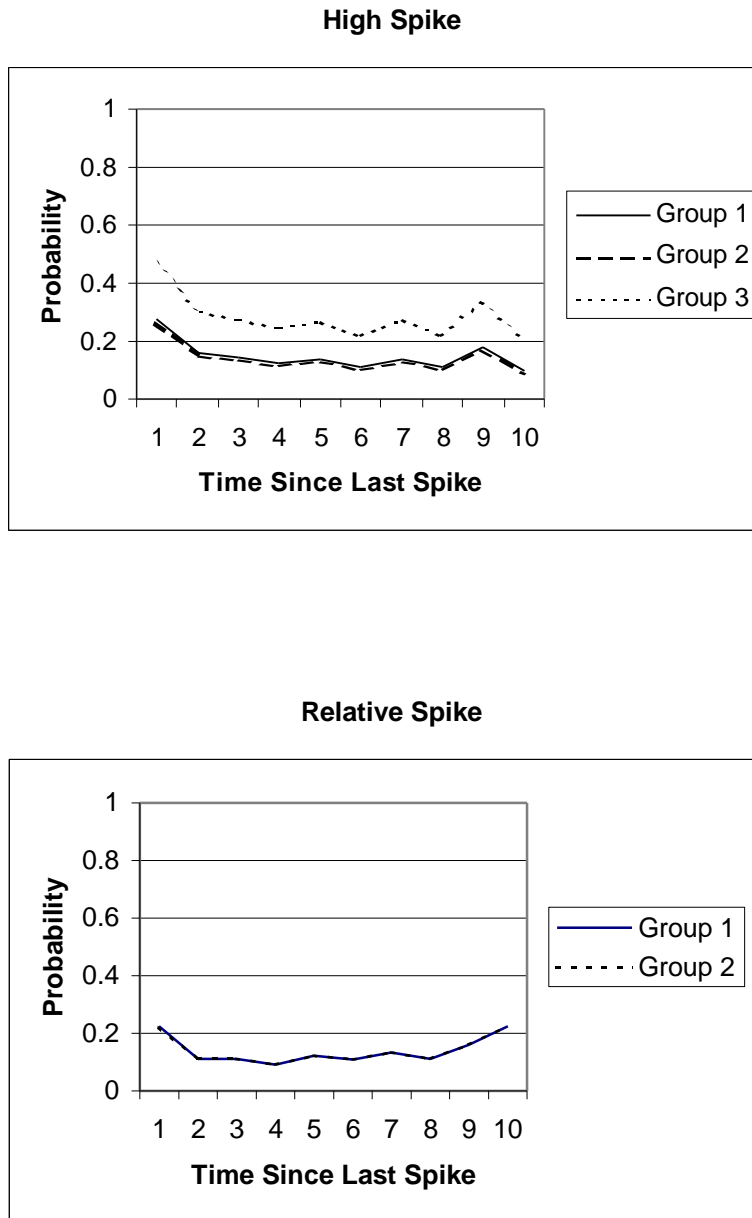 High Spike
1
0.8
0.6
0.4
0.2
0
Probability
1 2 3 4 5 6 7 8 9 10
Time Since Last Spike
Group 1
Group 2
Group 3
Relative Spike
1
0.8
0.6
0.4
0.2
0
Probability
1 2 3 4 5 6 7 8 9 10
Time Since Last Spike
Group 1
Group 2